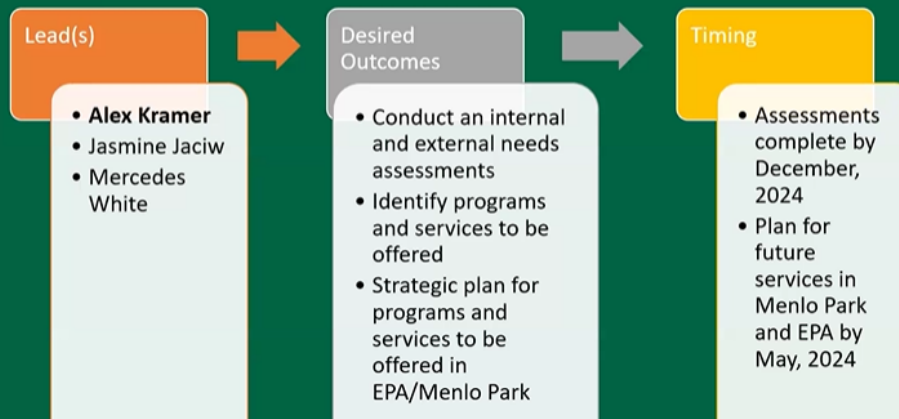 Lead(s)
• Alex Kramer
• Jasmine Jaciw
• Mercedes
White
Desired
Outcomes
• Conduct an internal
and external needs
assessments
• Identify programs
and services to be
offered
• Strategic plan for
programs and
services to be
offered in
EPA/Menlo Park
Timing
• Assessments
complete by
December,
2024
• Plan for
future
services in
Menlo Park
and EPA by
May, 2024